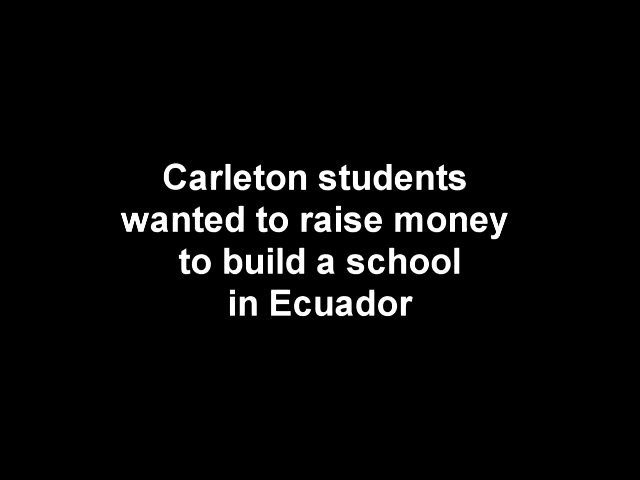 Carleton students
wanted to raise money
to build a school
in Ecuador